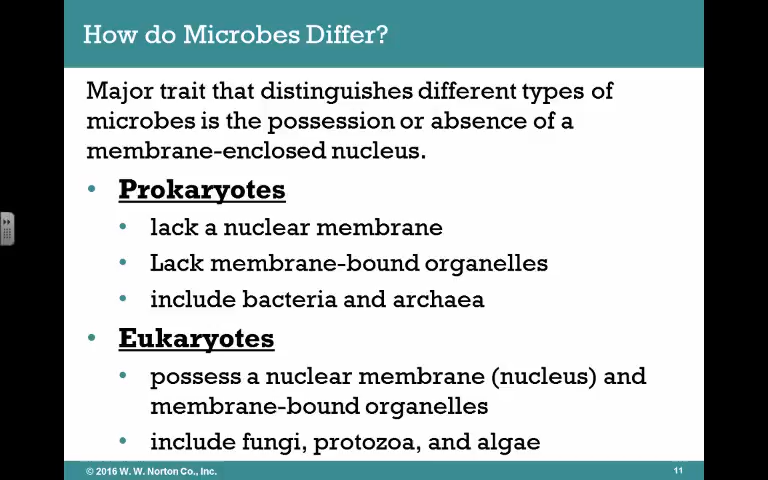 How do Microbes Differ?
Major trait that distinguishes different types of
microbes is the possession or absence of a
membrane-enclosed nucleus.
• Prokaryotes
• lack a nuclear membrane
• Lack membrane-bound organelles
• include bacteria and archaea
• Eukaryotes
• possess a nuclear membrane (nucleus) and
membrane-bound organelles
• include fungi, protozoa, and algae
© 2016 W. W. Norton Co., Inc.
11